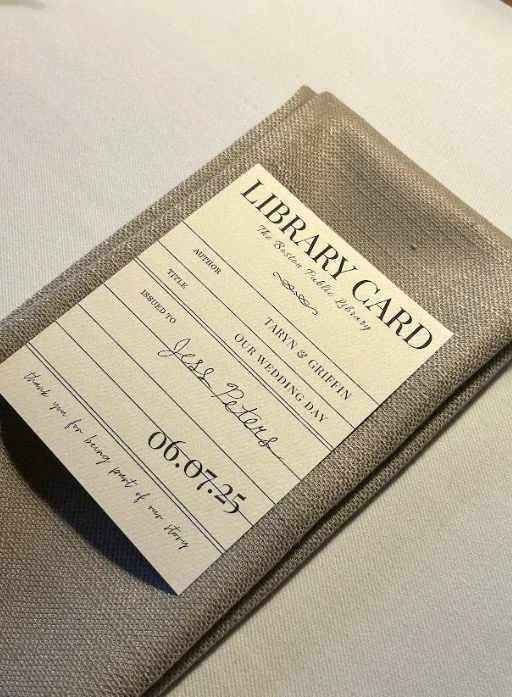 LIBRARY CARD
The Boston Public Library
AUTHOR TARYN & GRIFFIN
TITLE OUR WEDDING DAY
ISSUED TO Jess Peters
06.07.25
thank you for being part of our story